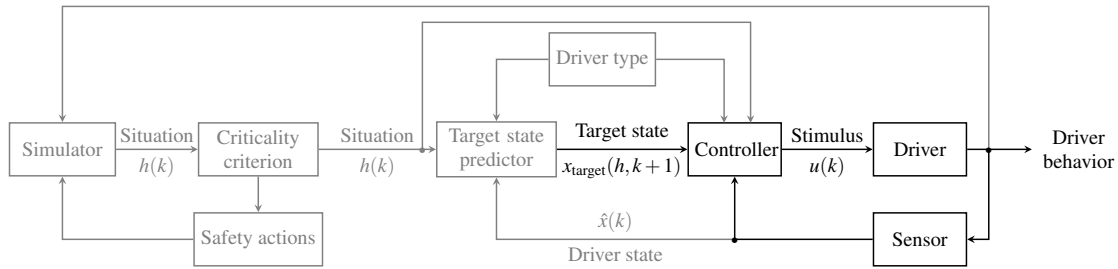 Driver type
Simulator
Situation
h(k)
Criticality
criterion
Situation
h(k)
Target state
predictor
Target state
x_target(h, k+1)
Controller
Stimulus
u(k)
Driver
Driver
behavior
Safety actions
x̂(k)
Driver state
Sensor